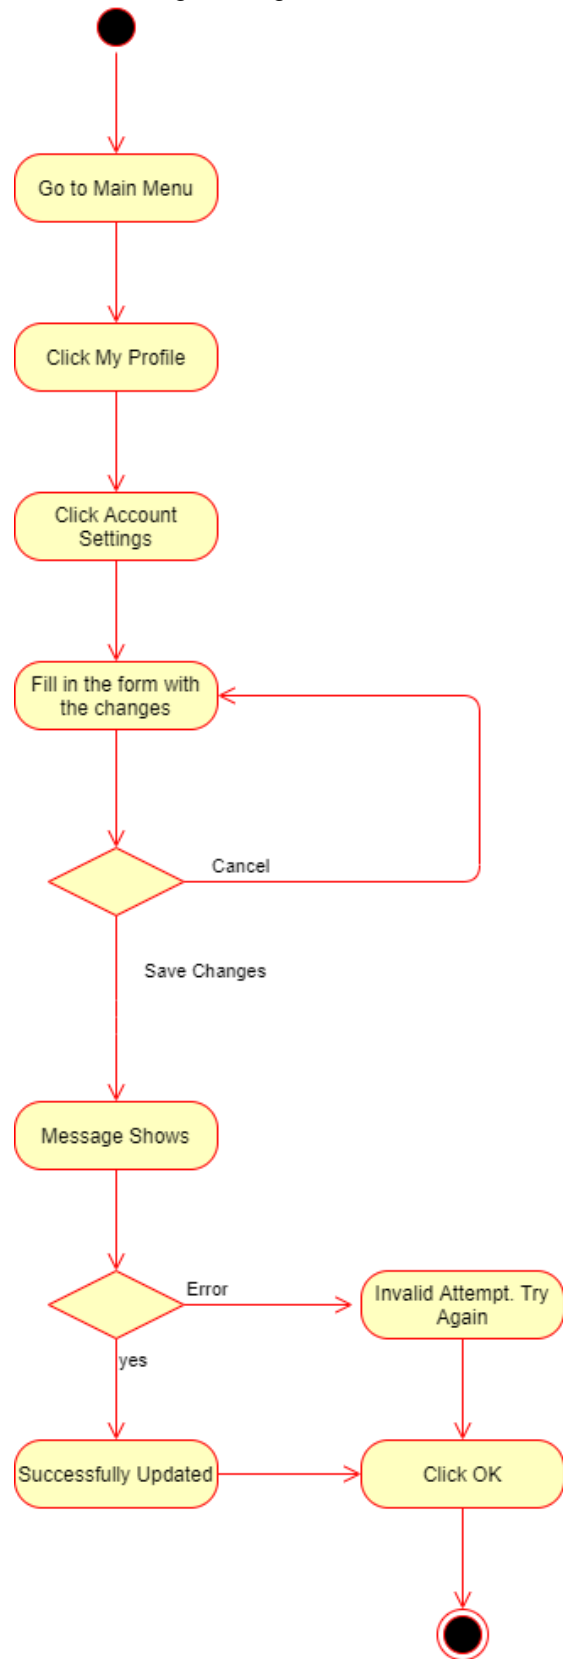 Go to Main Menu
Click My Profile
Click Account
Settings
Fill in the form with
the changes
Cancel
Save Changes
Message Shows
Error
Invalid Attempt. Try
Again
yes
Successfully Updated
Click OK